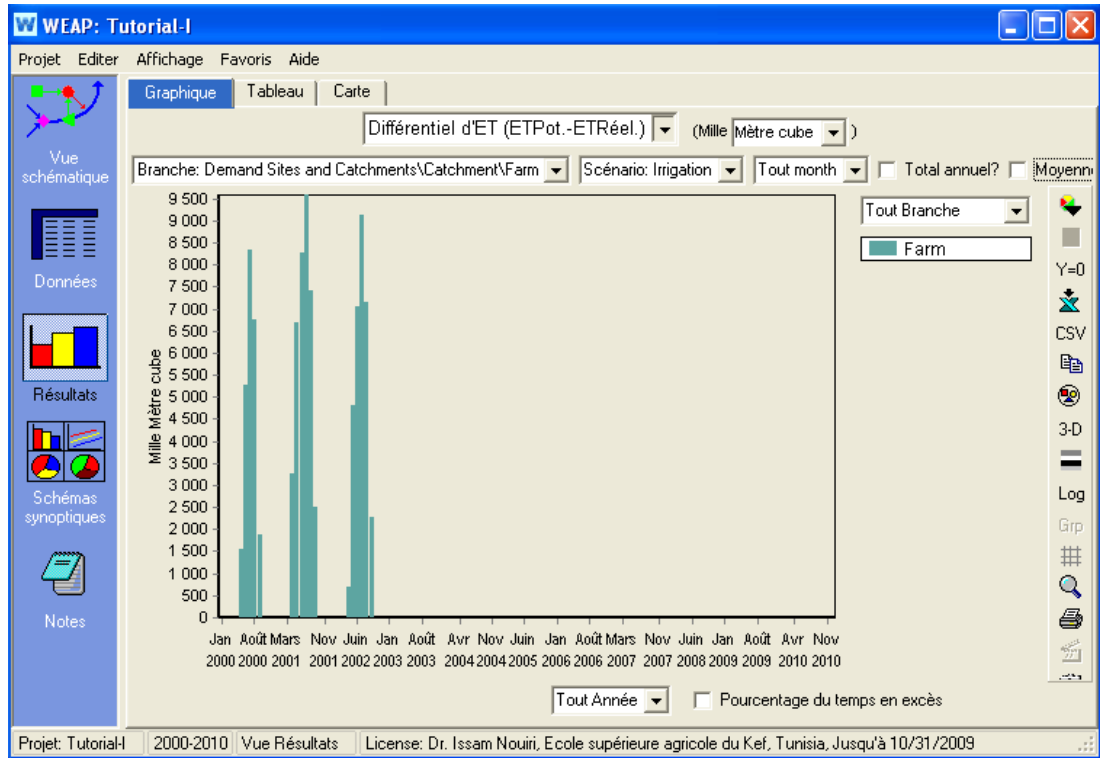 WEAP: Tutorial-I
Projet Editer Affichage Favoris Aide
Graphique Tableau Carte
Différentiel d'ET (ETPot.-ETRéel.) (Mille Mètre cube )
Branche: Demand Sites and Catchments\Catchment\Farm Scénario: Irrigation Tout month Total annuel?
Tout Branche
Farm
Vue
schématique
Données
Résultats
Schémas
synoptiques
Notes
Mille Mètre cube
9 500
9 000
8 500
8 000
7 500
7 000
6 500
6 000
5 500
5 000
4 500
4 000
3 500
3 000
2 500
2 000
1 500
1 000
500
0
Jan Août Mars Nov Juin Jan Août Avr Nov Juin Jan Août Mars Nov Juin Jan Août Avr Nov
2000 2000 2001 2001 2002 2003 2003 2004 2004 2005 2006 2006 2007 2007 2008 2009 2009 2010 2010
Y=0
CSV
3-D
Log
Grp
Tout Année Pourcentage du temps en excès
Projet: Tutorial-I 2000-2010 Vue Résultats License: Dr. Issam Nouiri, Ecole supérieure agricole du Kef, Tunisia, Jusqu'à 10/31/2009